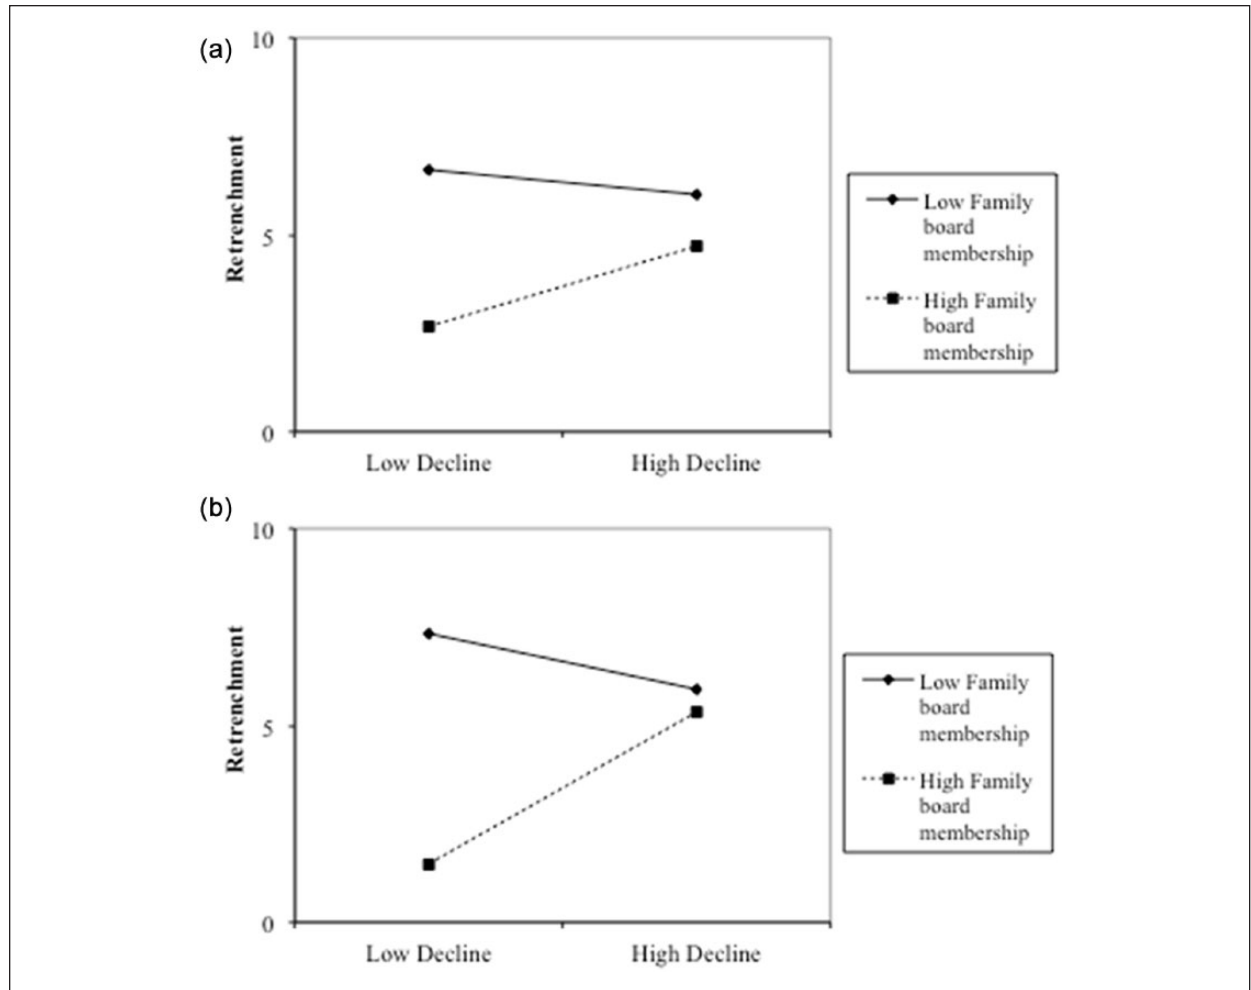 (a)
10
Retrenchment
5
0
Low Decline
High Decline
Low Family
board
membership
High Family
board
membership
(b)
10
Retrenchment
5
0
Low Decline
High Decline
Low Family
board
membership
High Family
board
membership